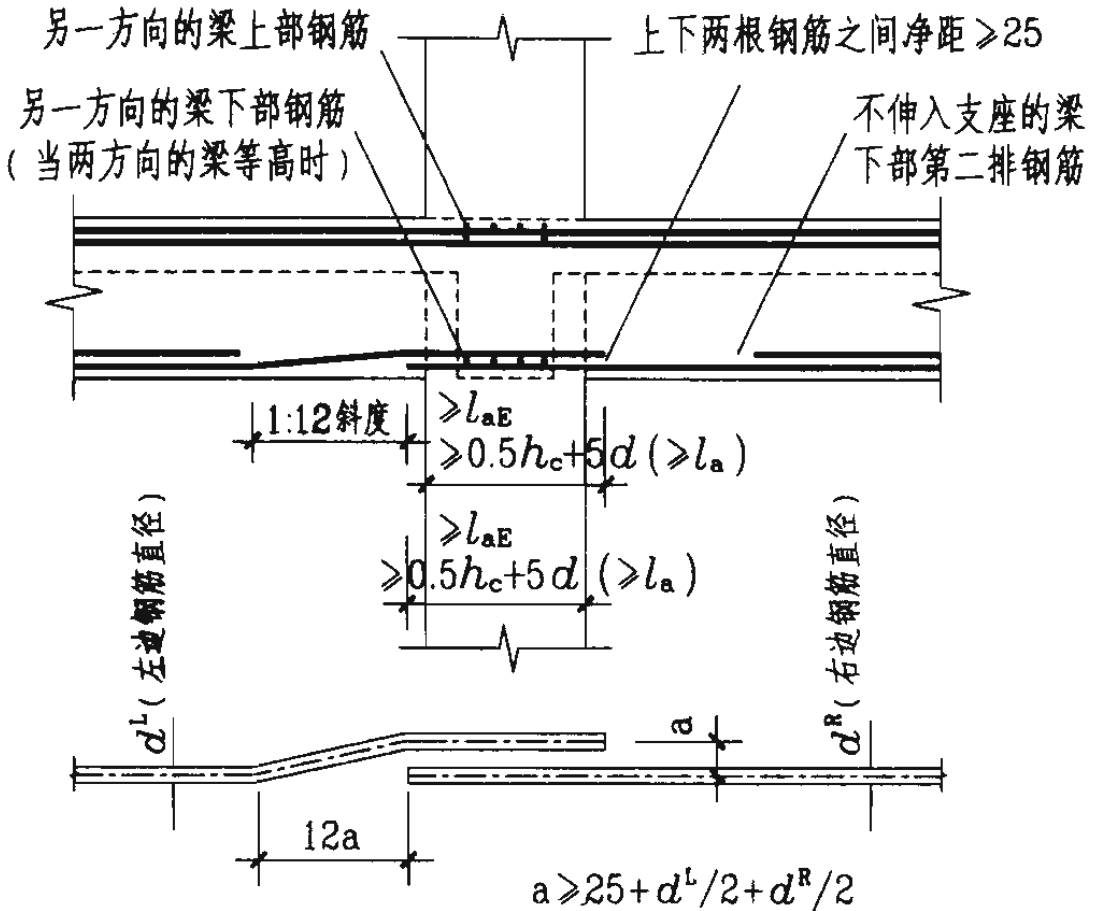 另一方向的梁上部钢筋
上下两根钢筋之间净距≥25
另一方向的梁下部钢筋
(当两方向的梁等高时)
不伸入支座的梁
下部第二排钢筋
1:12斜度
≥laE
≥0.5hc+5d(≥la)
≥laE
≥0.5hc+5d(≥la)
dL(左边钢筋直径)
dR(右边钢筋直径)
a
12a
a≥25+dL/2+dR/2